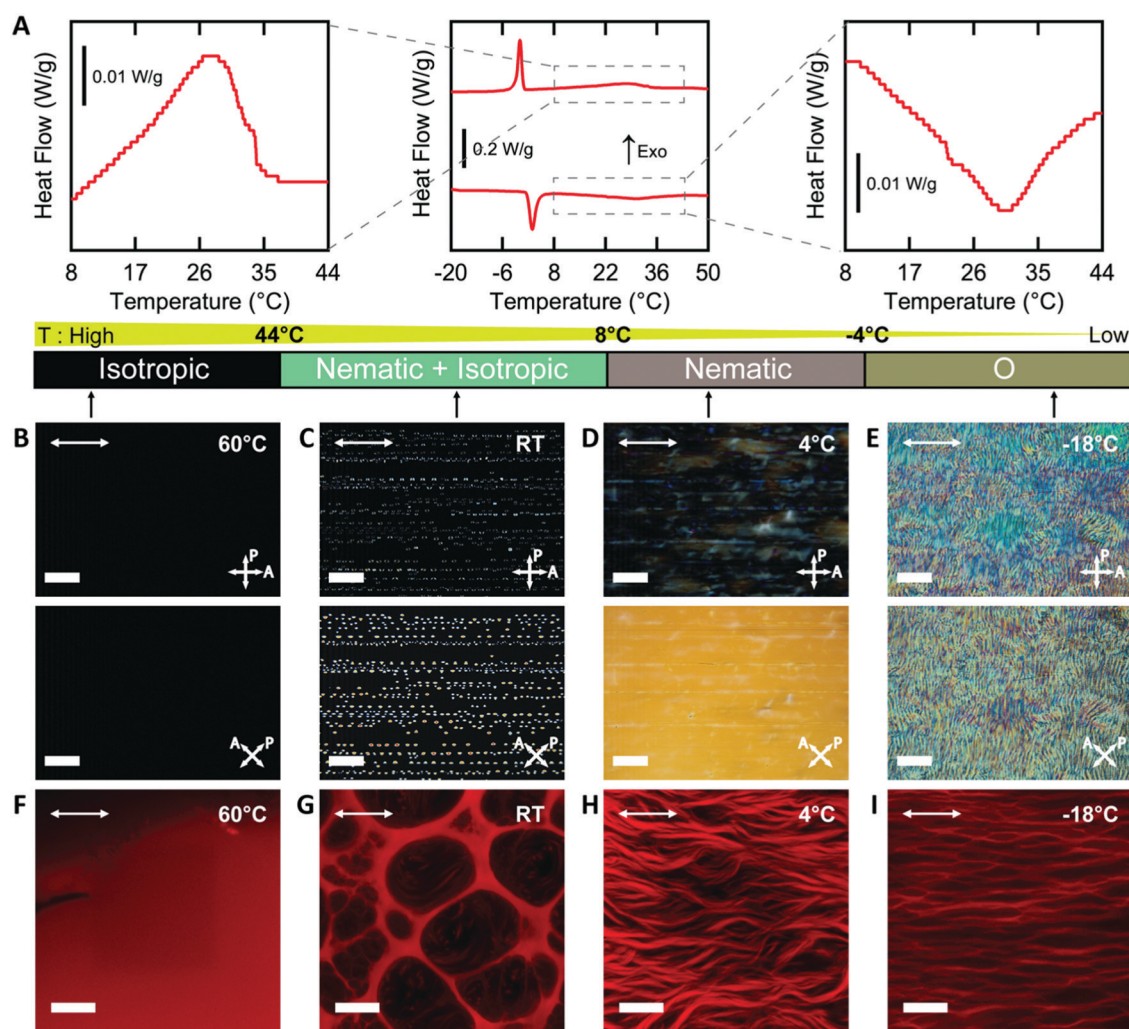 A
Heat Flow (W/g)
0.01 W/g
8 17 26 35 44
Temperature (°C)
Heat Flow (W/g)
0.2 W/g
Exo
-20 -6 8 22 36 50
Temperature (°C)
Heat Flow (W/g)
0.01 W/g
8 17 26 35 44
Temperature (°C)
T : High 44°C 8°C -4°C Low
Isotropic Nematic + Isotropic Nematic O
B 60°C C RT D 4°C E -18°C
P A P A P A P A
A P A P A P A P
F 60°C G RT H 4°C I -18°C